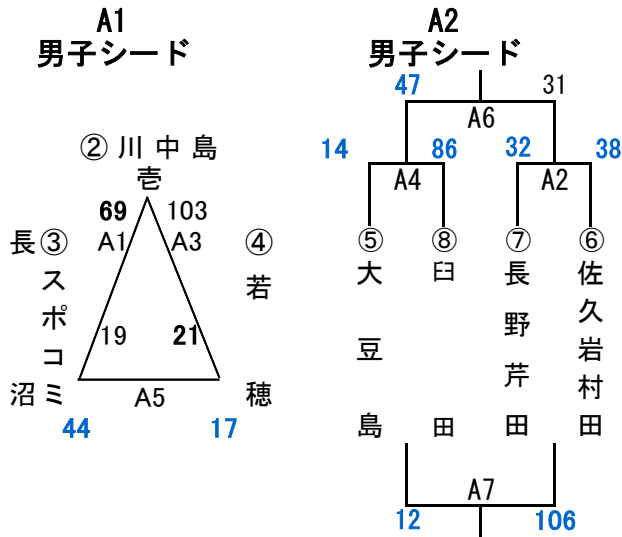 A1
男子シード
② 川 中 島
壱
69 103
A1 A3
③
長沼
スポコミ
④
若穂
19 21
A5
44 17
A2
男子シード
47 31
A6
14 86 32 38
A4 A2
⑤ ⑧ ⑦ ⑥
大豆島
臼田
長野芹田
佐久岩村田
A7
12 106